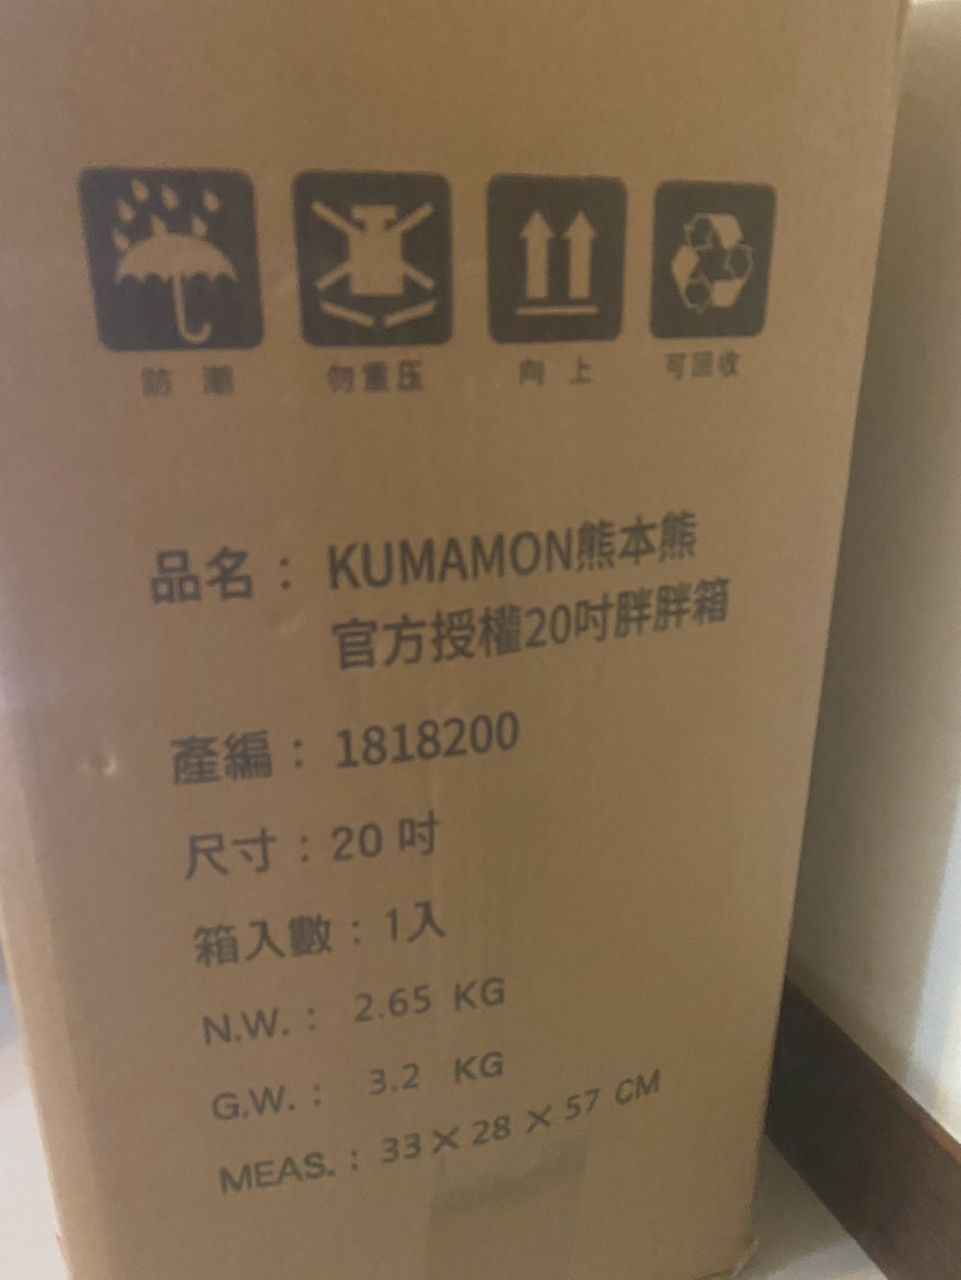 防潮 勿重压 向上 可回收
品名：KUMAMON熊本熊
官方授權20吋胖胖箱
產編：1818200
尺寸：20吋
箱入數：1入
N.W.： 2.65 KG
G.W.： 3.2 KG
MEAS.：33 × 28 × 57 CM